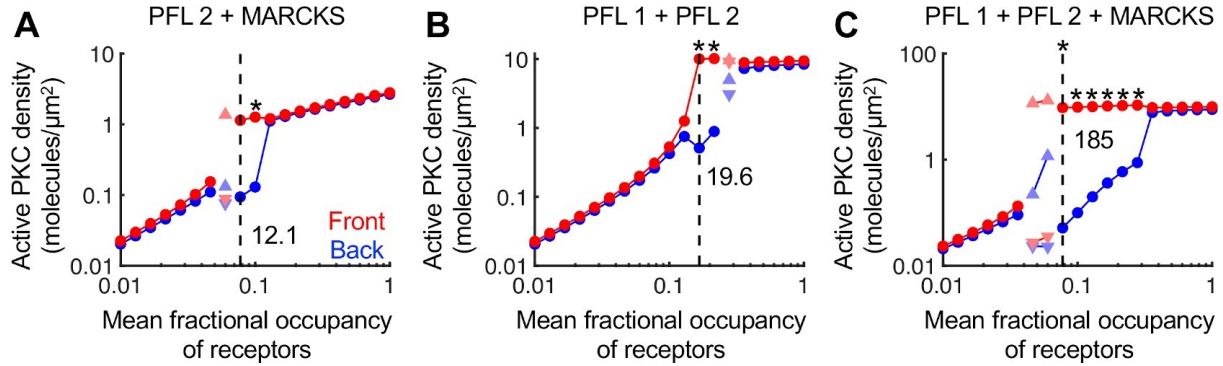 A
PFL 2 + MARCKS
Active PKC density
(molecules/μm²)
10
1
0.1
0.01
*
12.1
Front
Back
0.01
0.1
1
Mean fractional occupancy
of receptors
B
PFL 1 + PFL 2
Active PKC density
(molecules/μm²)
10
1
0.1
0.01
**
19.6
0.01
0.1
1
Mean fractional occupancy
of receptors
C
PFL 1 + PFL 2 + MARCKS
Active PKC density
(molecules/μm²)
100
1
0.01
*
*****
185
0.01
0.1
1
Mean fractional occupancy
of receptors